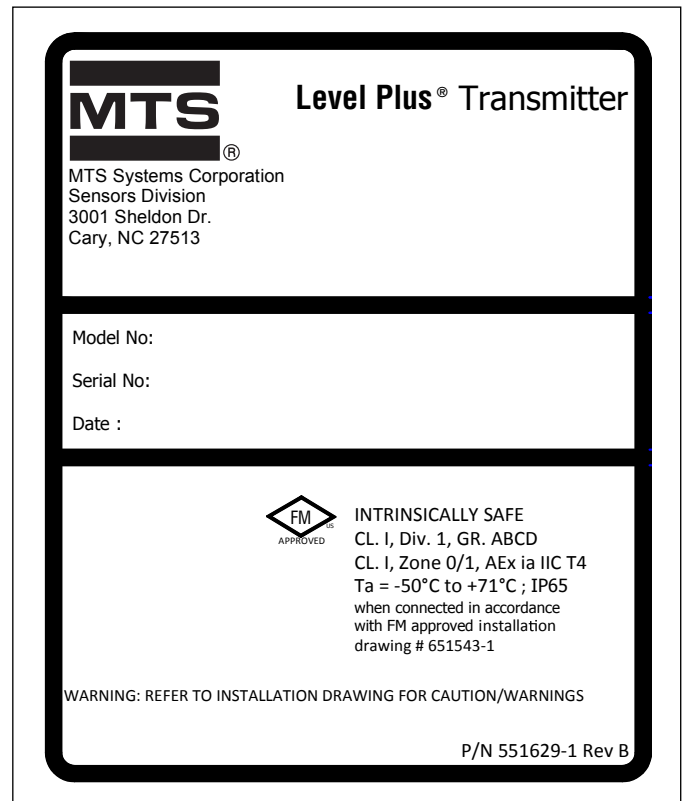 MTS
®
Level Plus® Transmitter
MTS Systems Corporation
Sensors Division
3001 Sheldon Dr.
Cary, NC 27513
Model No:
Serial No:
Date :
FM
us
APPROVED
INTRINSICALLY SAFE
CL. I, Div. 1, GR. ABCD
CL. I, Zone 0/1, AEx ia IIC T4
Ta = -50°C to +71°C ; IP65
when connected in accordance
with FM approved installation
drawing # 651543-1
WARNING: REFER TO INSTALLATION DRAWING FOR CAUTION/WARNINGS
P/N 551629-1 Rev B